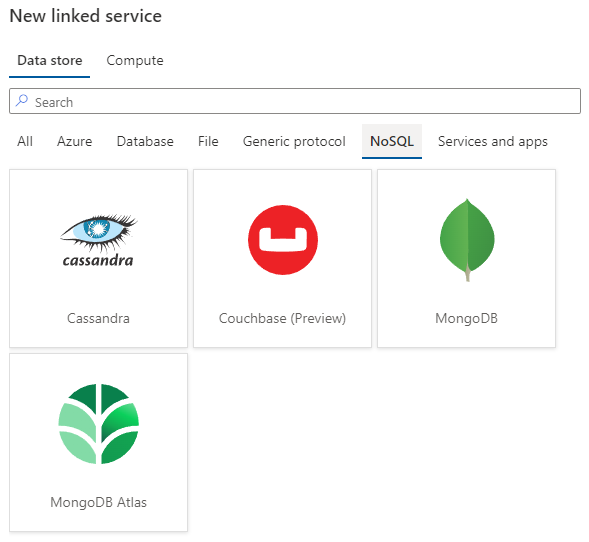 New linked service
Data store Compute
Search
All Azure Database File Generic protocol NoSQL Services and apps
cassandra
Cassandra Couchbase (Preview) MongoDB
MongoDB Atlas